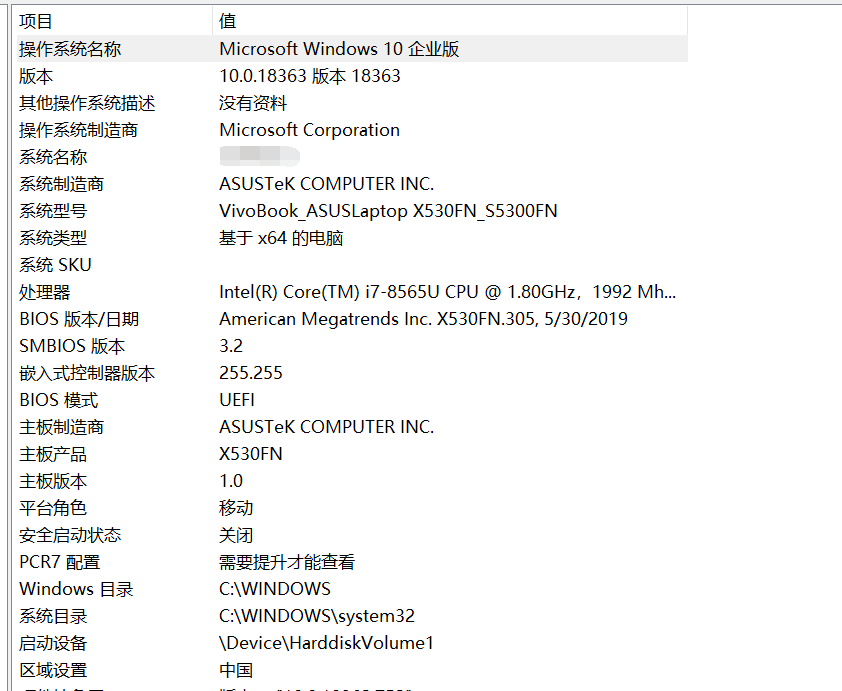 项目 值
操作系统名称 Microsoft Windows 10 企业版
版本 10.0.18363 版本 18363
其他操作系统描述 没有资料
操作系统制造商 Microsoft Corporation
系统名称
系统制造商 ASUSTeK COMPUTER INC.
系统型号 VivoBook_ASUSLaptop X530FN_S5300FN
系统类型 基于 x64 的电脑
系统 SKU
处理器 Intel(R) Core(TM) i7-8565U CPU @ 1.80GHz，1992 Mh...
BIOS 版本/日期 American Megatrends Inc. X530FN.305, 5/30/2019
SMBIOS 版本 3.2
嵌入式控制器版本 255.255
BIOS 模式 UEFI
主板制造商 ASUSTeK COMPUTER INC.
主板产品 X530FN
主板版本 1.0
平台角色 移动
安全启动状态 关闭
PCR7 配置 需要提升才能查看
Windows 目录 C:\WINDOWS
系统目录 C:\WINDOWS\system32
启动设备 \Device\HarddiskVolume1
区域设置 中国